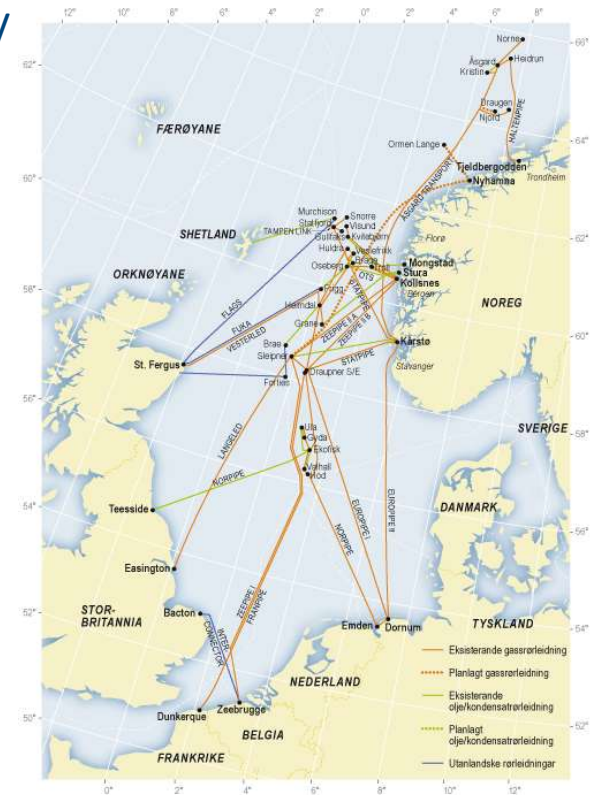 12° 10° 8° 6° 4° 2° 0° 2° 4° 6° 8°
66°
Norne
Åsgard
Heidrun
Kristin
Draugen
Njord
HALTENPIPE
64°
62°
FÆRØYANE
Ormen Lange
Tjeldbergodden
Nyhamna
Trondheim
ÅSGARD TRANSPORT
60°
SHETLAND
Murchison
Snorre
Statfjord
Visund
TAMPEN LINK
Gullfaks
Kvitebjørn
Huldra
Veslefrikk
Brage
Oseberg
Troll
OTS
Florø
62°
Mongstad
Stura
Kollsnes
Bergen
ORKNØYANE
58°
FLAGS
Frigg
STATPIPE
NOREG
FUKA
VESTERLED
Heimdal
Grane
ZEEPIPE II A
ZEEPIPE II B
60°
Brae
Sleipner
STATPIPE
Kårstø
Stavanger
St. Fergus
Forties
Draupner S/E
56°
LANGELED
Ula
Gyda
Ekofisk
SVERIGE
58°
NORPIPE
Valhall
Hod
54°
Teesside
EUROPIPE II
DANMARK
EUROPIPE I
NORPIPE
56°
Easington
ZEEPIPE I
FRANPIPE
52°
STOR-
BRITANNIA
Bacton
INTER-
CONNECTOR
Emden
Dornum
TYSKLAND
54°
NEDERLAND
50°
Dunkerque
Zeebrugge
BELGIA
FRANKRIKE
52°
Eksisterande gassrørleidning
Planlagt gassrørleidning
Eksisterande
olje/kondensatrørleidning
Planlagt
olje/kondensatrørleidning
Utanlandske rørleidningar
0° 2° 4° 6° 8° 10° 12°